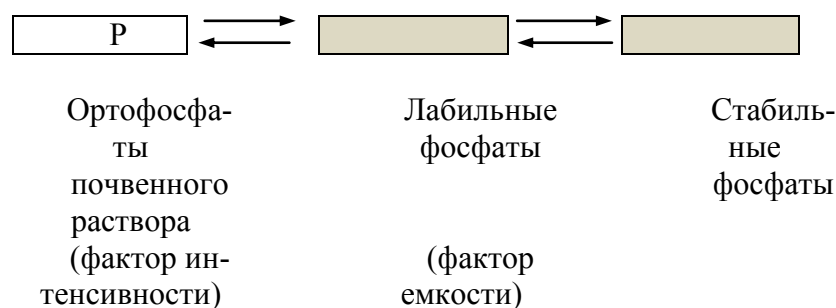 Р
Ортофосфа-
ты
почвенного
раствора
(фактор ин-
тенсивности)
Лабильные
фосфаты
(фактор
емкости)
Стабиль-
ные
фосфаты